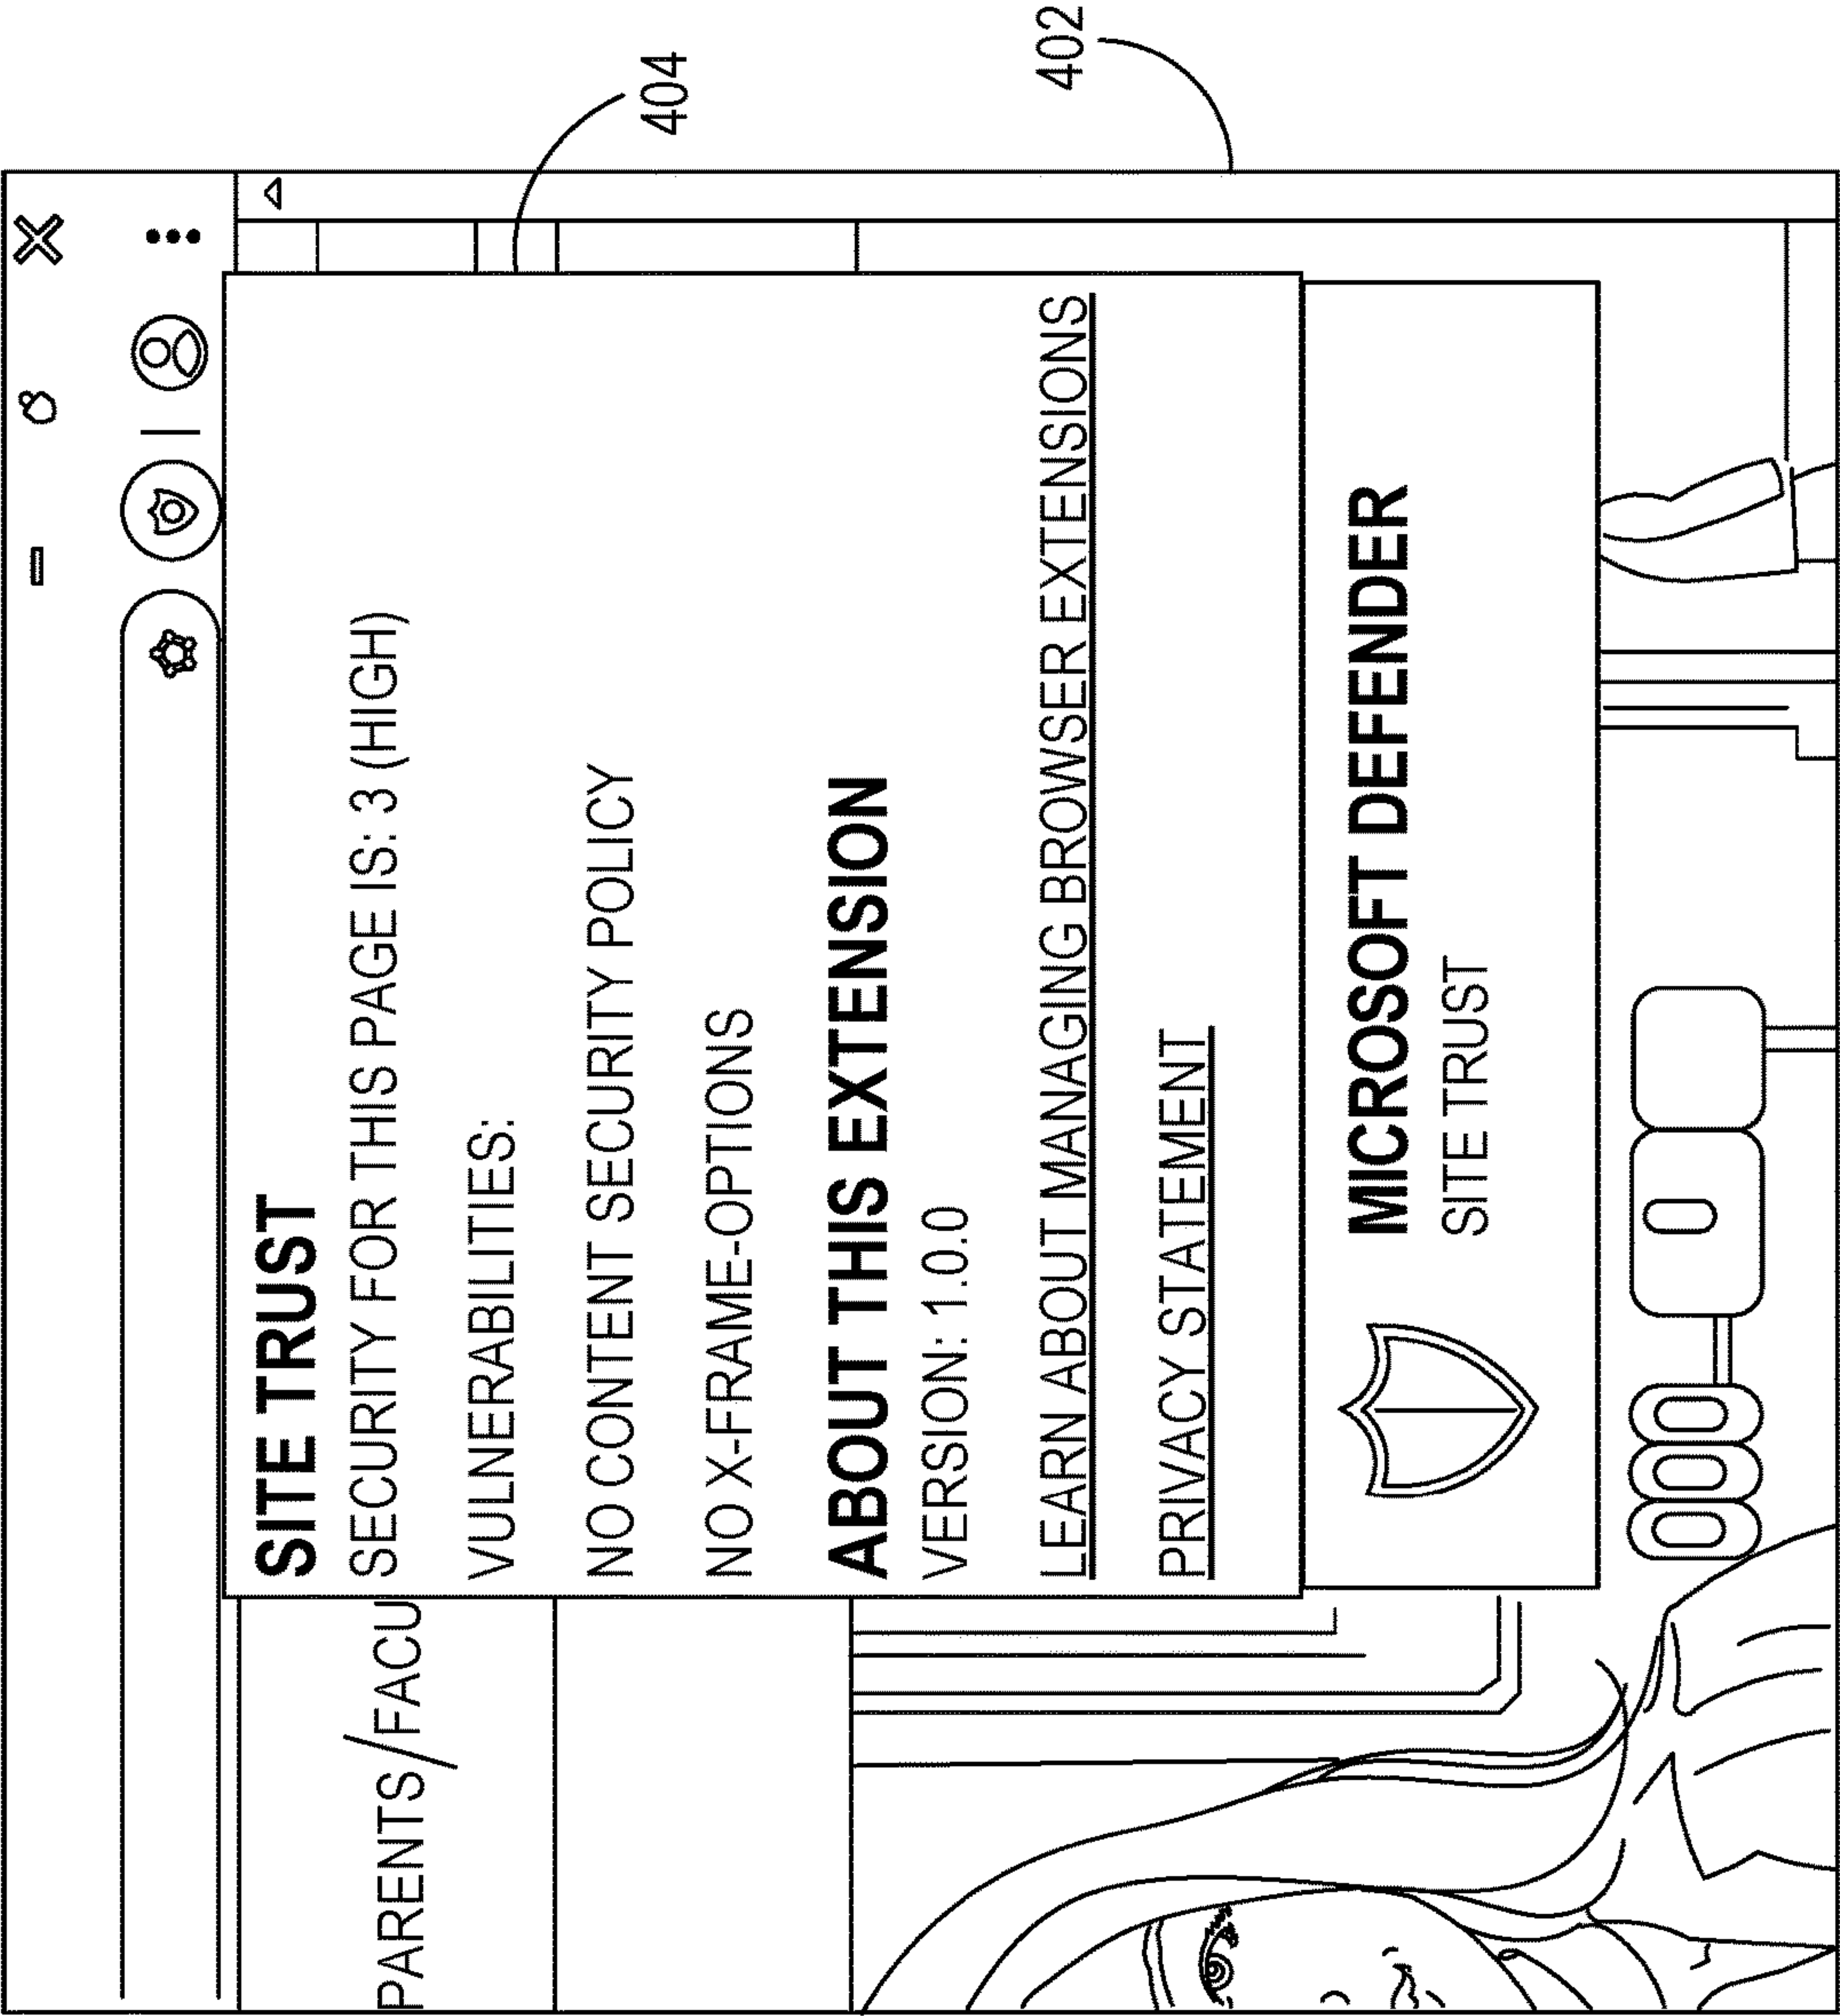 SITE TRUST
SECURITY FOR THIS PAGE IS: 3 (HIGH)
VULNERABILITIES:
NO CONTENT SECURITY POLICY
NO X-FRAME-OPTIONS
ABOUT THIS EXTENSION
VERSION: 1.0.0
LEARN ABOUT MANAGING BROWSER EXTENSIONS
PRIVACY STATEMENT
MICROSOFT DEFENDER
SITE TRUST
PARENTS/FACU
404
402